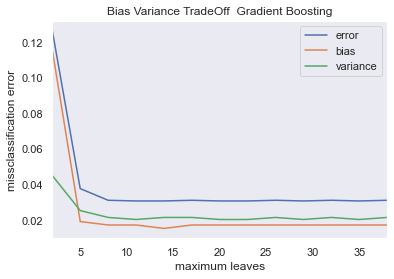 Bias Variance TradeOff  Gradient Boosting
error
bias
variance
missclassification error
0.12
0.10
0.08
0.06
0.04
0.02
5 10 15 20 25 30 35
maximum leaves